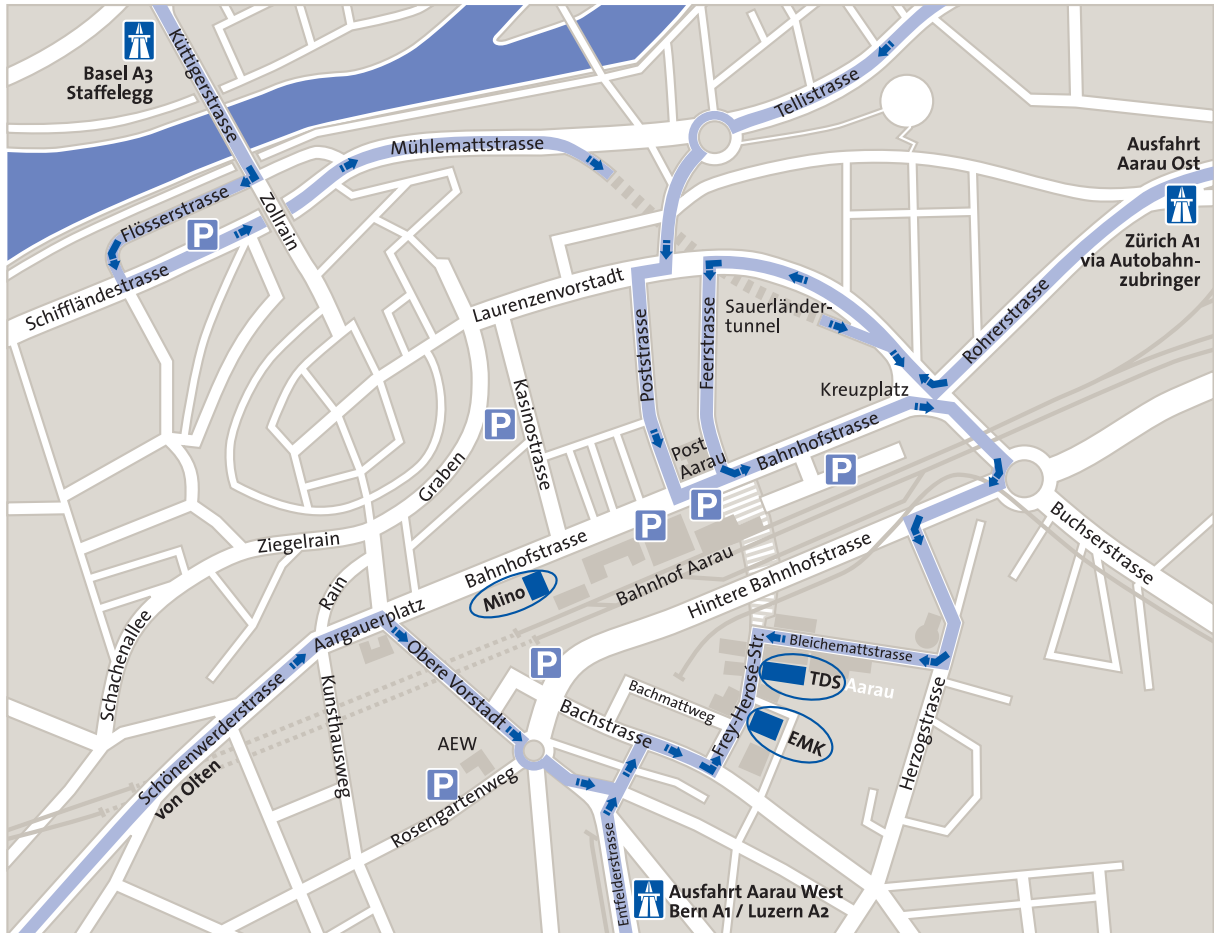 Basel A3
Staffelegg
Küttigerstrasse
Tellistrasse
Mühlemattstrasse
Ausfahrt
Aarau Ost
Flösserstrasse
P
Zollrain
Zürich A1
via Autobahn-
zubringer
Schiffländestrasse
Laurenzenvorstadt
Sauerländer-
tunnel
Rohrerstrasse
Poststrasse
Feerstrasse
Kreuzplatz
Kasinostrasse
P
Bahnhofstrasse
Post
Aarau
P
Graben
P
P
Ziegelrain
Bahnhofstrasse
Bahnhof Aarau
Hintere Bahnhofstrasse
Buchserstrasse
Rain
Mino
Aargauerplatz
Schachenallee
Obere Vorstadt
P
Bleichemattstrasse
Frey-Herosé-Str.
TDS
Aarau
Schönenwerderstrasse
von Olten
Kunsthausweg
Bachmattweg
Bachstrasse
EMK
AEW
P
Rosengartenweg
Herzogstrasse
Entfelderstrasse
Ausfahrt Aarau West
Bern A1 / Luzern A2